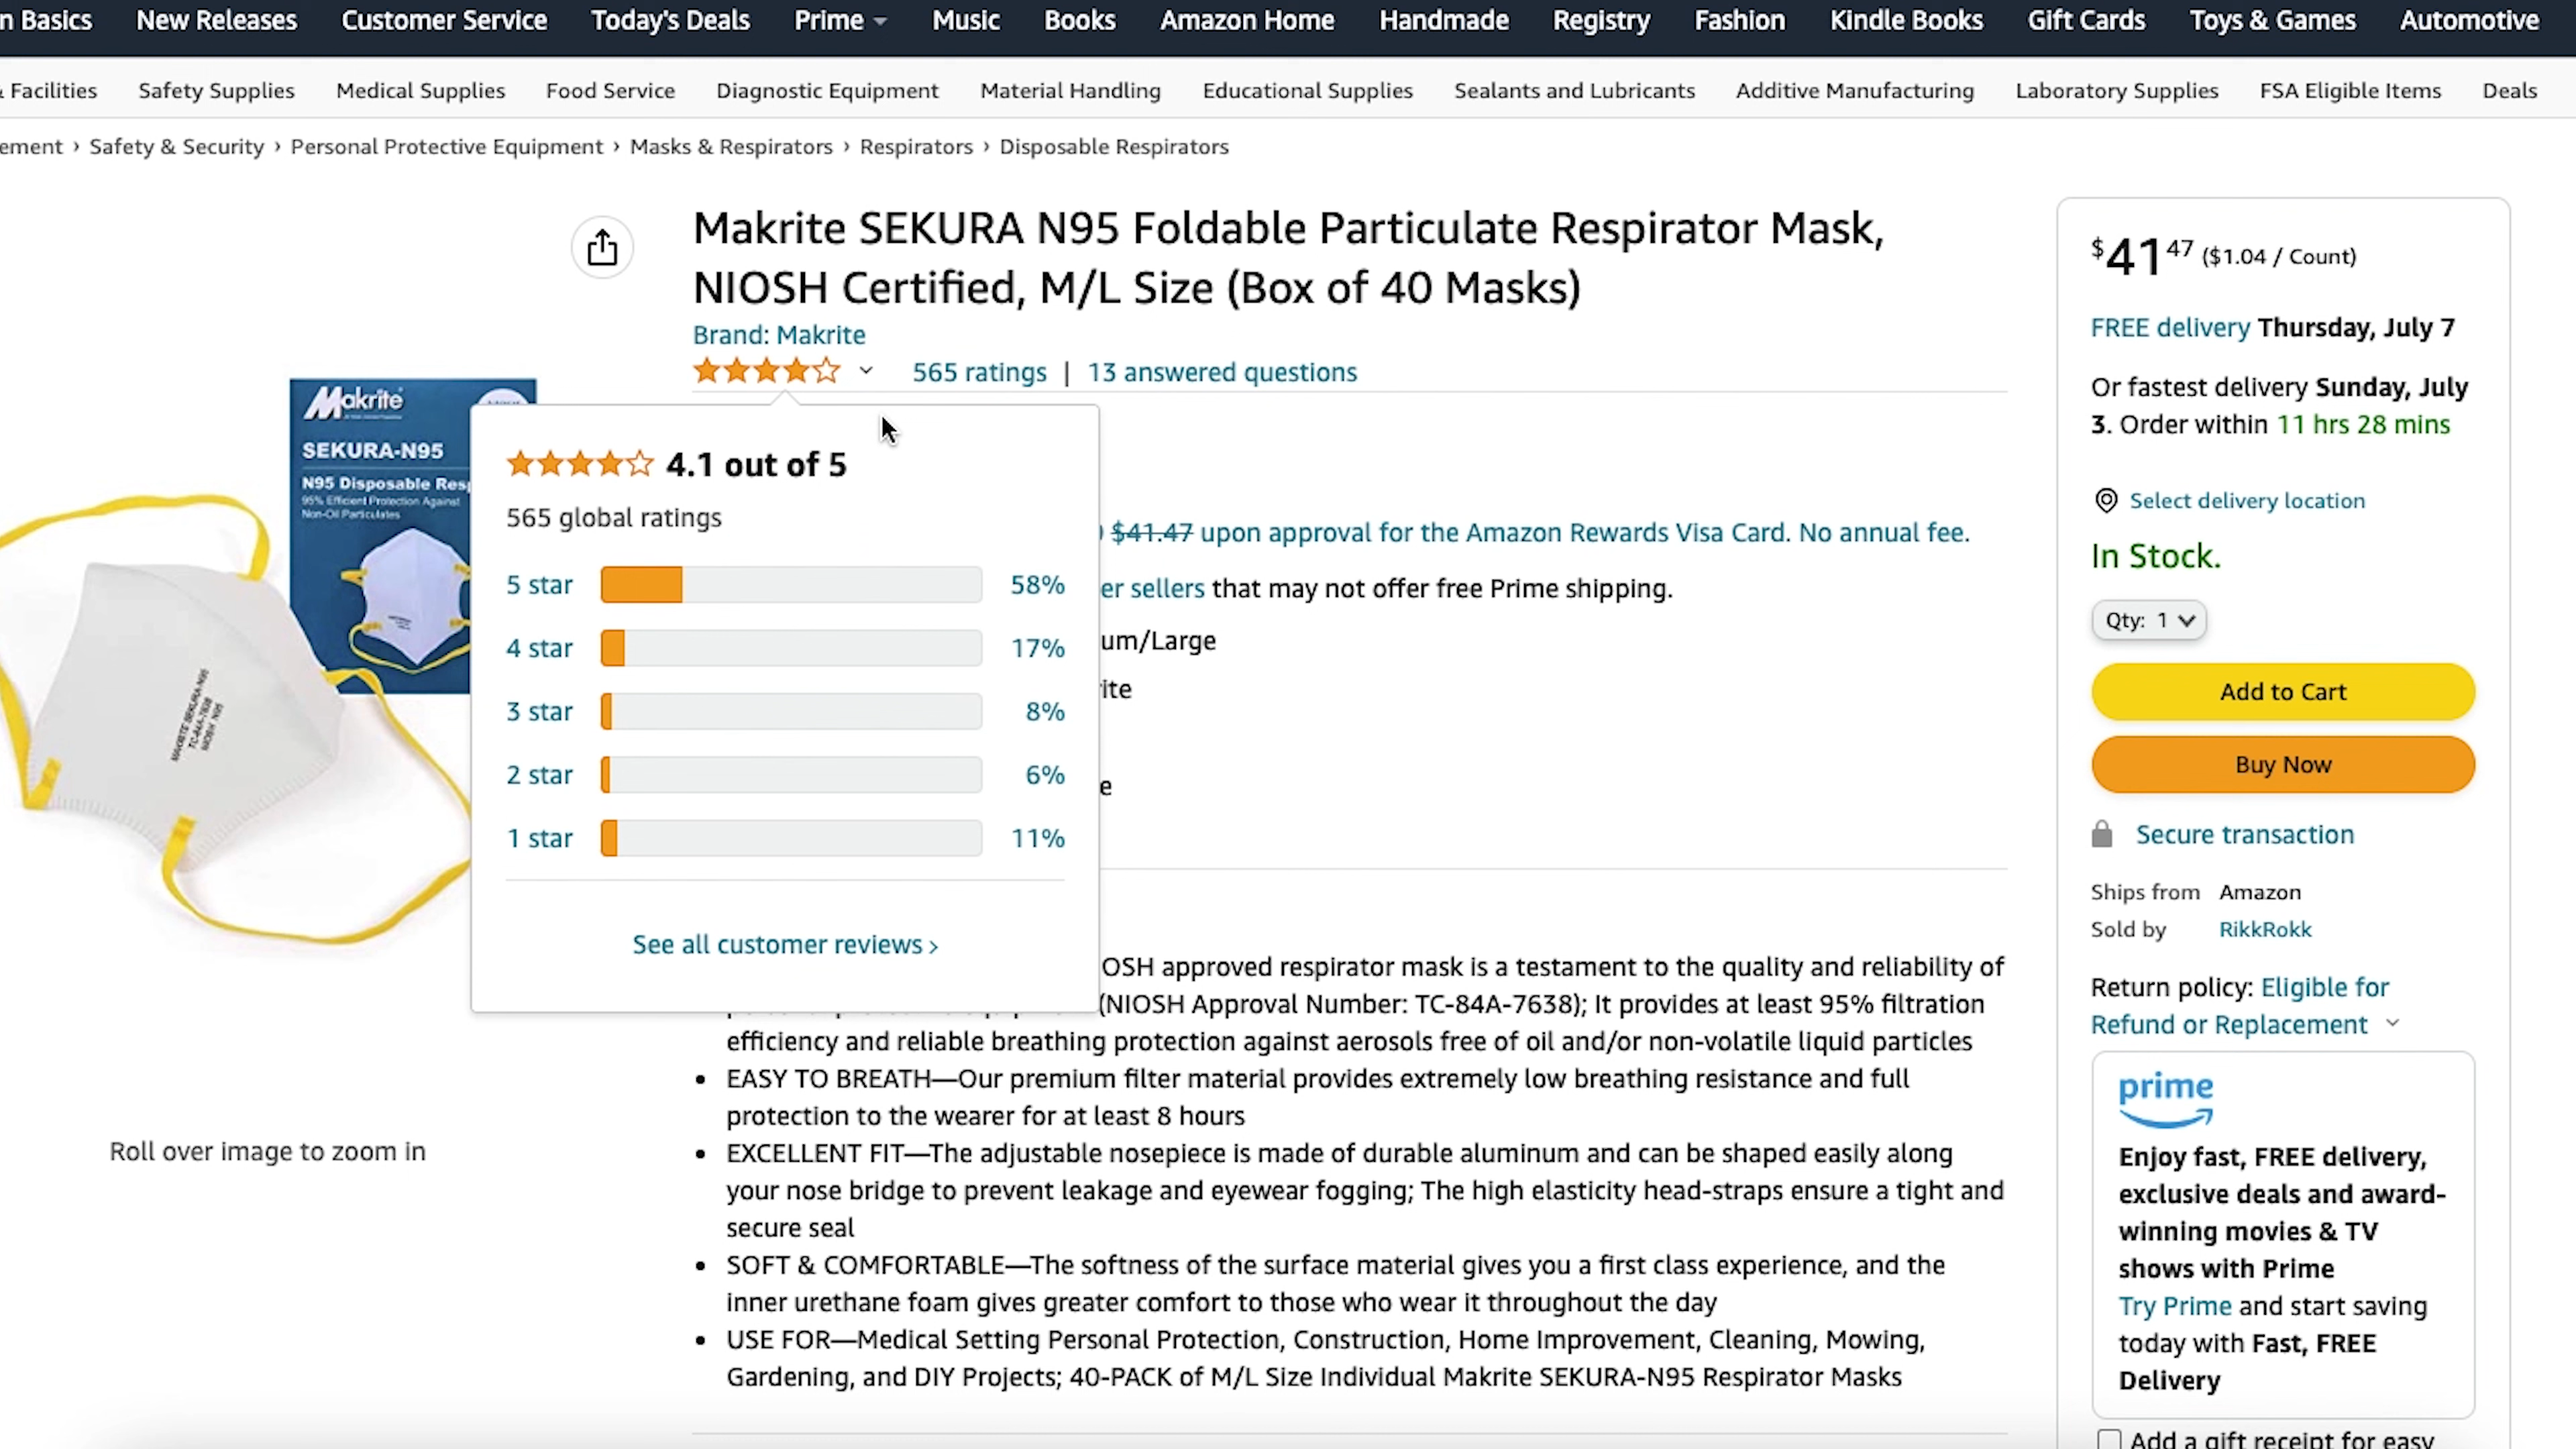 n Basics New Releases Customer Service Today's Deals Prime Music Books Amazon Home Handmade Registry Fashion Kindle Books Gift Cards Toys & Games Automotive
& Facilities Safety Supplies Medical Supplies Food Service Diagnostic Equipment Material Handling Educational Supplies Sealants and Lubricants Additive Manufacturing Laboratory Supplies FSA Eligible Items Deals
ement › Safety & Security › Personal Protective Equipment › Masks & Respirators › Respirators › Disposable Respirators
Makrite SEKURA N95 Foldable Particulate Respirator Mask,
NIOSH Certified, M/L Size (Box of 40 Masks)
Brand: Makrite
565 ratings | 13 answered questions
Makrite
SEKURA-N95
N95 Disposable Resp
95% Efficient Protection Against
Non-Oil Particulates
MAKRITE SEKURA-N95
TC-84A-7638
NIOSH N95
4.1 out of 5
565 global ratings
5 star 58%
4 star 17%
3 star 8%
2 star 6%
1 star 11%
See all customer reviews ›
$41.47 upon approval for the Amazon Rewards Visa Card. No annual fee.
er sellers that may not offer free Prime shipping.
um/Large
ite
e
OSH approved respirator mask is a testament to the quality and reliability of
(NIOSH Approval Number: TC-84A-7638); It provides at least 95% filtration
efficiency and reliable breathing protection against aerosols free of oil and/or non-volatile liquid particles
• EASY TO BREATH—Our premium filter material provides extremely low breathing resistance and full
protection to the wearer for at least 8 hours
• EXCELLENT FIT—The adjustable nosepiece is made of durable aluminum and can be shaped easily along
your nose bridge to prevent leakage and eyewear fogging; The high elasticity head-straps ensure a tight and
secure seal
• SOFT & COMFORTABLE—The softness of the surface material gives you a first class experience, and the
inner urethane foam gives greater comfort to those who wear it throughout the day
• USE FOR—Medical Setting Personal Protection, Construction, Home Improvement, Cleaning, Mowing,
Gardening, and DIY Projects; 40-PACK of M/L Size Individual Makrite SEKURA-N95 Respirator Masks
Roll over image to zoom in
$41 47 ($1.04 / Count)
FREE delivery Thursday, July 7
Or fastest delivery Sunday, July
3. Order within 11 hrs 28 mins
Select delivery location
In Stock.
Qty: 1
Add to Cart
Buy Now
Secure transaction
Ships from Amazon
Sold by RikkRokk
Return policy: Eligible for
Refund or Replacement
prime
Enjoy fast, FREE delivery,
exclusive deals and award-
winning movies & TV
shows with Prime
Try Prime and start saving
today with Fast, FREE
Delivery
Add a gift receipt for easy